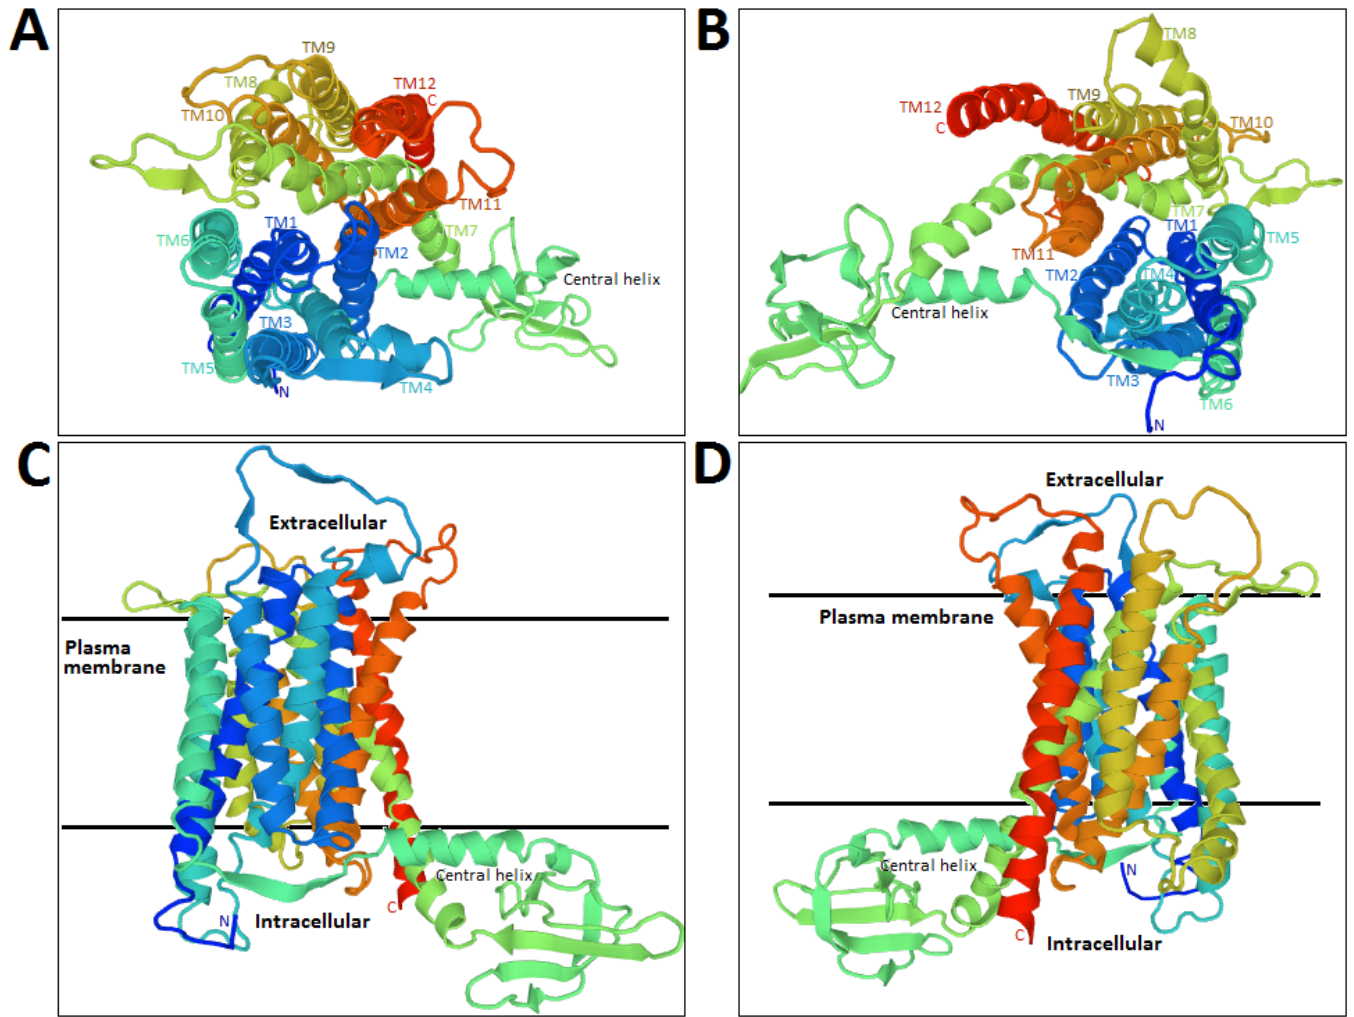 A
TM9
TM8
TM12
C
TM10
TM11
TM6
TM1
TM2
TM7
Central helix
TM3
TM5
TM4
N
B
TM8
TM9
TM12
C
TM10
TM7
TM1
TM5
TM11
TM2
TM4
Central helix
TM3
TM6
N
C
Extracellular
Plasma
membrane
Central helix
C
N
Intracellular
D
Extracellular
Plasma membrane
Central helix
N
C
Intracellular